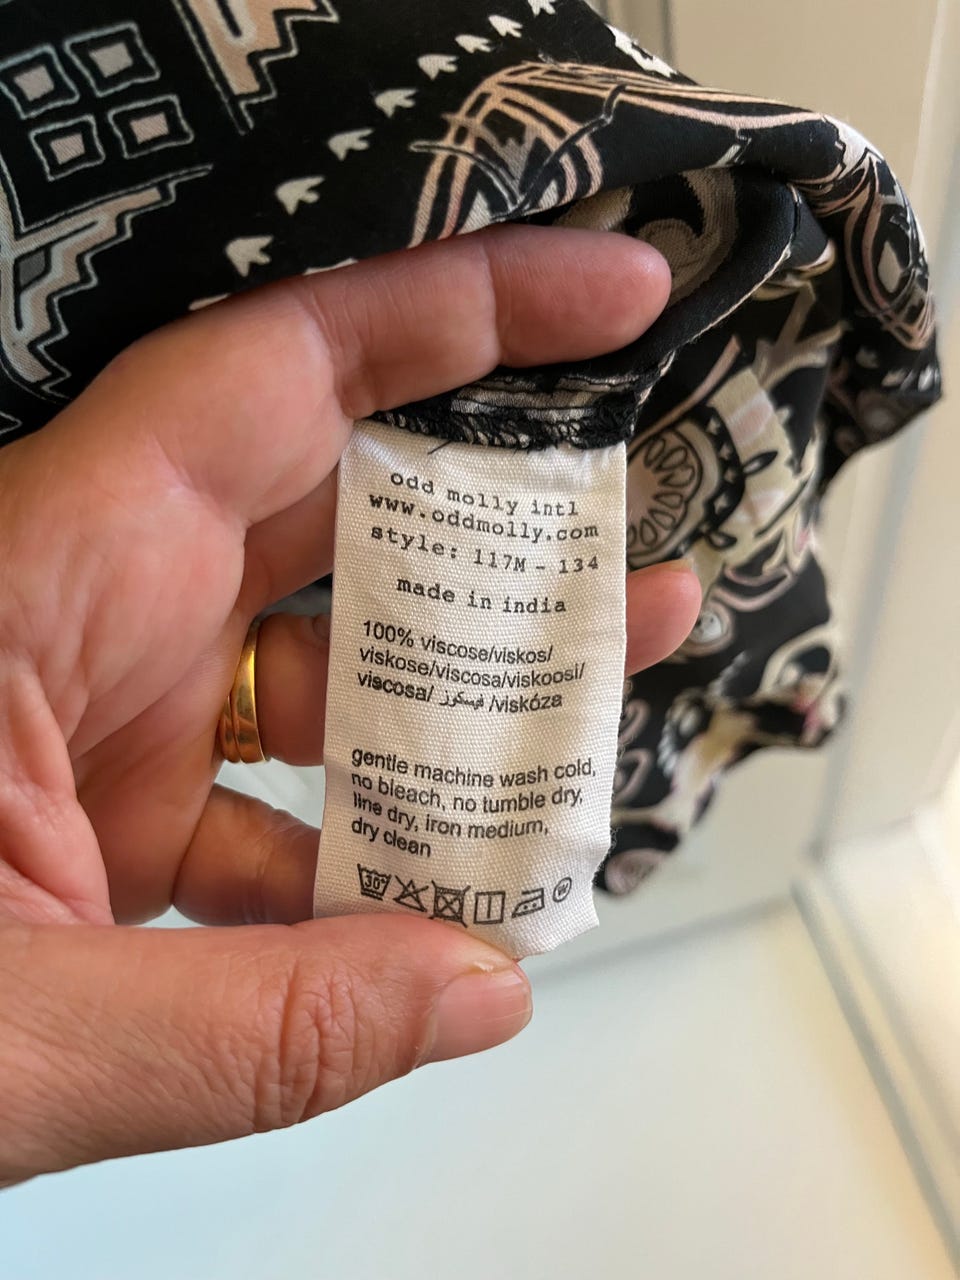 odd molly intl
www.oddmolly.com
style: 117M - 134
made in india
100% viscose/viskos/
viskose/viscosa/viskoosi/
viscosa/ فيسكوز /viskóza
gentle machine wash cold,
no bleach, no tumble dry,
line dry, iron medium,
dry clean
30°
W